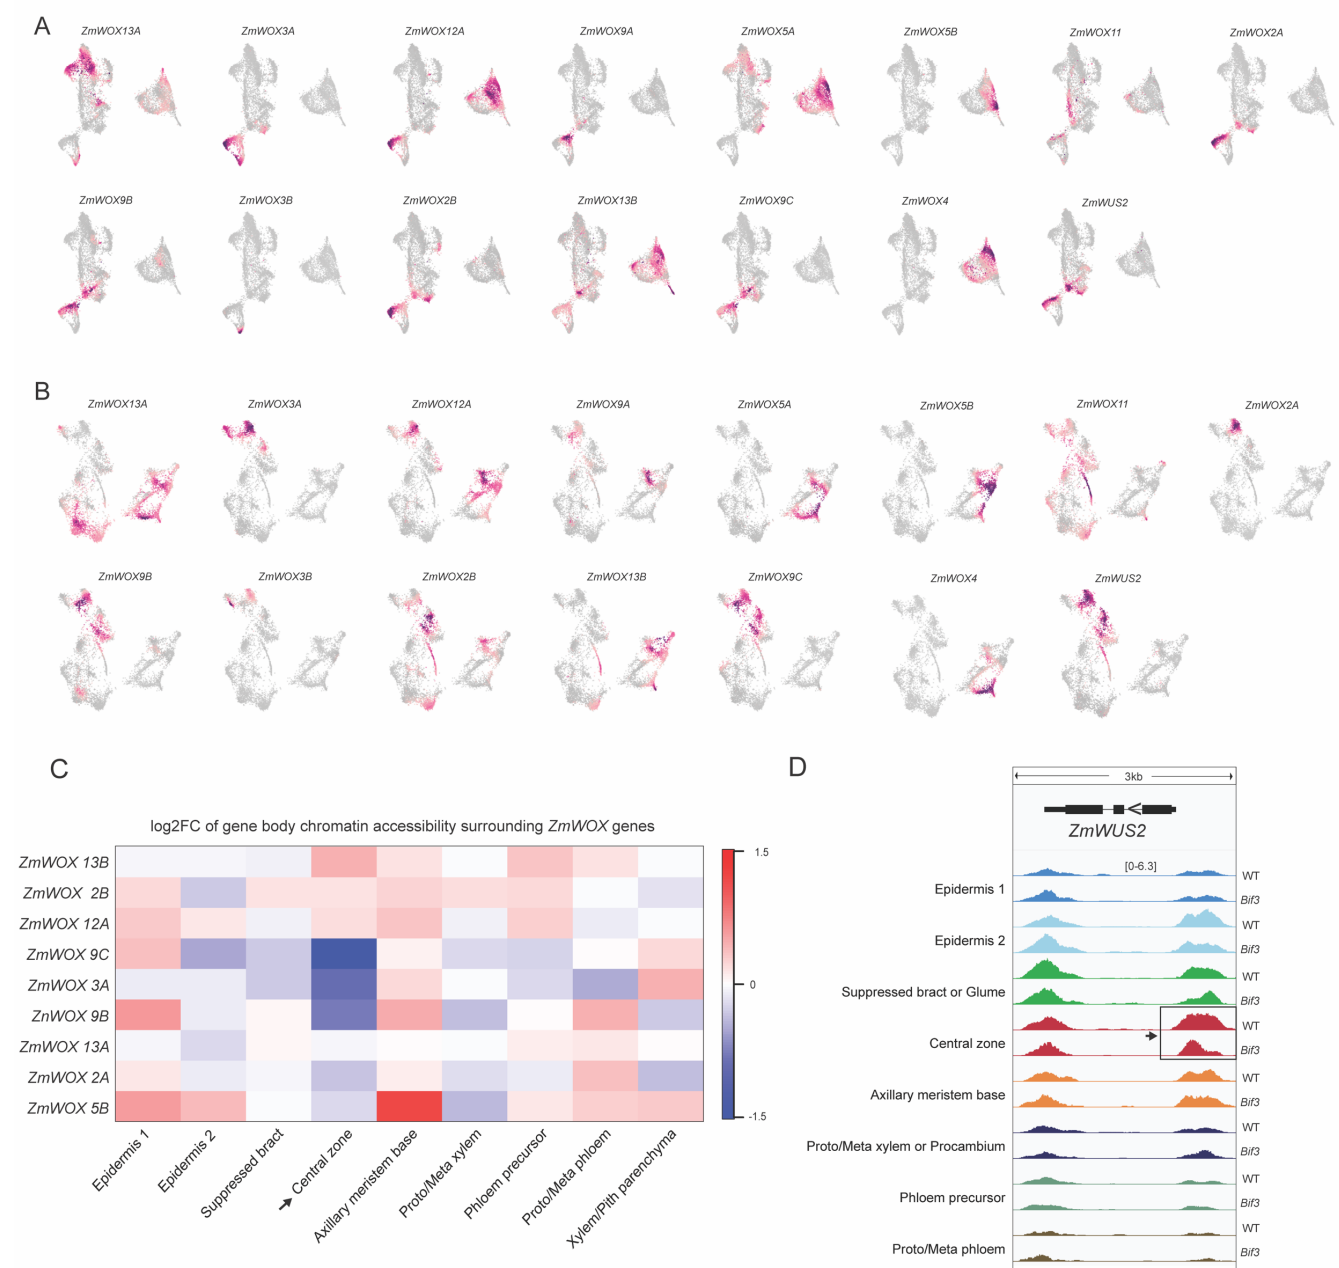 A
ZmWOX13A ZmWOX3A ZmWOX12A ZmWOX9A ZmWOX5A ZmWOX5B ZmWOX11 ZmWOX2A
ZmWOX9B ZmWOX3B ZmWOX2B ZmWOX13B ZmWOX9C ZmWOX4 ZmWUS2
B
ZmWOX13A ZmWOX3A ZmWOX12A ZmWOX9A ZmWOX5A ZmWOX5B ZmWOX11 ZmWOX2A
ZmWOX9B ZmWOX3B ZmWOX2B ZmWOX13B ZmWOX9C ZmWOX4 ZmWUS2
C
log2FC of gene body chromatin accessibility surrounding ZmWOX genes
ZmWOX 13B
ZmWOX 2B
ZmWOX 12A
ZmWOX 9C
ZmWOX 3A
ZnWOX 9B
ZmWOX 13A
ZmWOX 2A
ZmWOX 5B
1.5
0
-1.5
Epidermis 1
Epidermis 2
Suppressed bract
Central zone
Axillary meristem base
Proto/Meta xylem
Phloem precursor
Proto/Meta phloem
Xylem/Pith parenchyma
D
3kb
ZmWUS2
[0-6.3]
Epidermis 1 WT
Bif3
Epidermis 2 WT
Bif3
Suppressed bract or Glume WT
Bif3
Central zone WT
Bif3
Axillary meristem base WT
Bif3
Proto/Meta xylem or Procambium WT
Bif3
Phloem precursor WT
Bif3
Proto/Meta phloem WT
Bif3